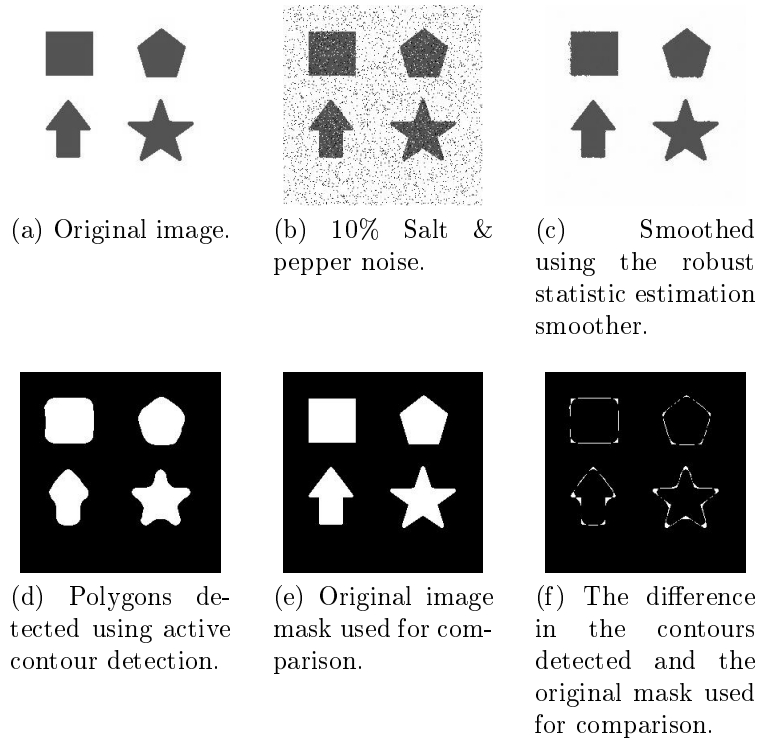 (a) Original image.
(b) 10% Salt &
pepper noise.
(c) Smoothed
using the robust
statistic estimation
smoother.
(d) Polygons de-
tected using active
contour detection.
(e) Original image
mask used for com-
parison.
(f) The difference
in the contours
detected and the
original mask used
for comparison.